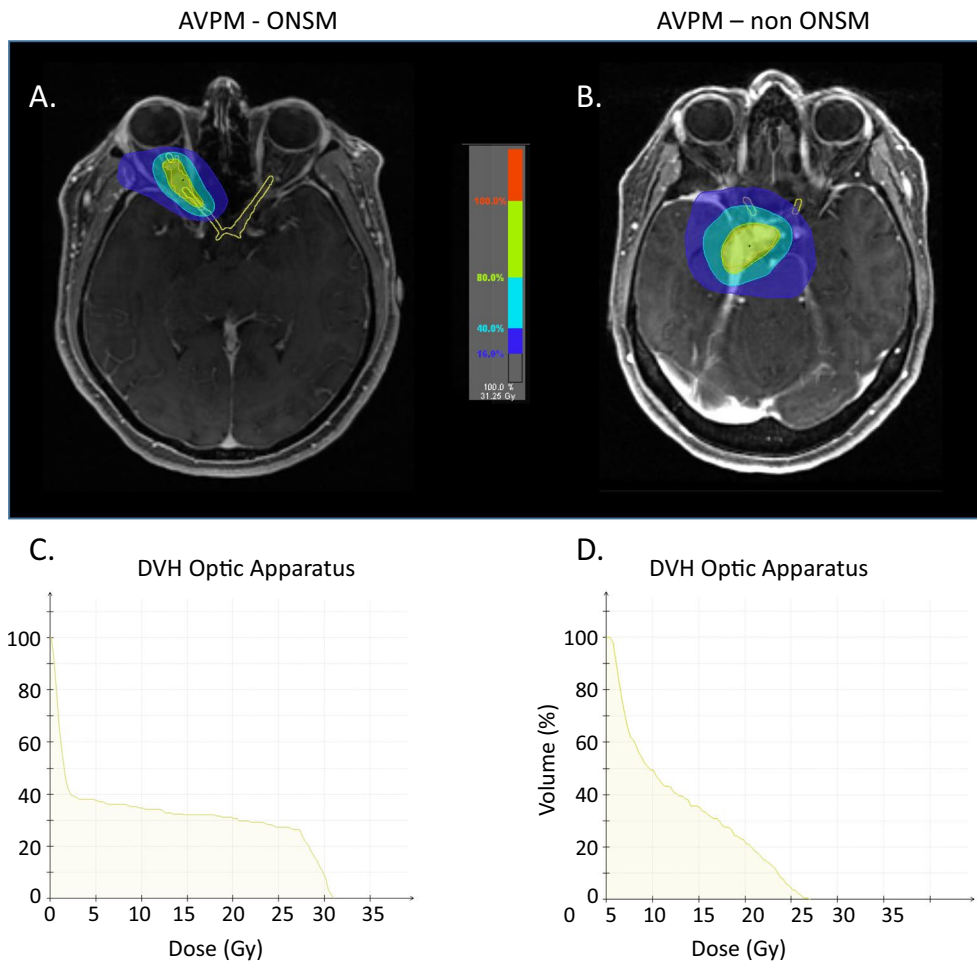 AVPM - ONSM
AVPM – non ONSM
A.
B.
100.0%
80.0%
40.0%
16.0%
100.0 %
31.25 Gy
C.
D.
DVH Optic Apparatus
DVH Optic Apparatus
100
80
60
40
20
0
0 5 10 15 20 25 30 35
Dose (Gy)
Volume (%)
100
80
60
40
20
0
0 5 10 15 20 25 30 35
Dose (Gy)